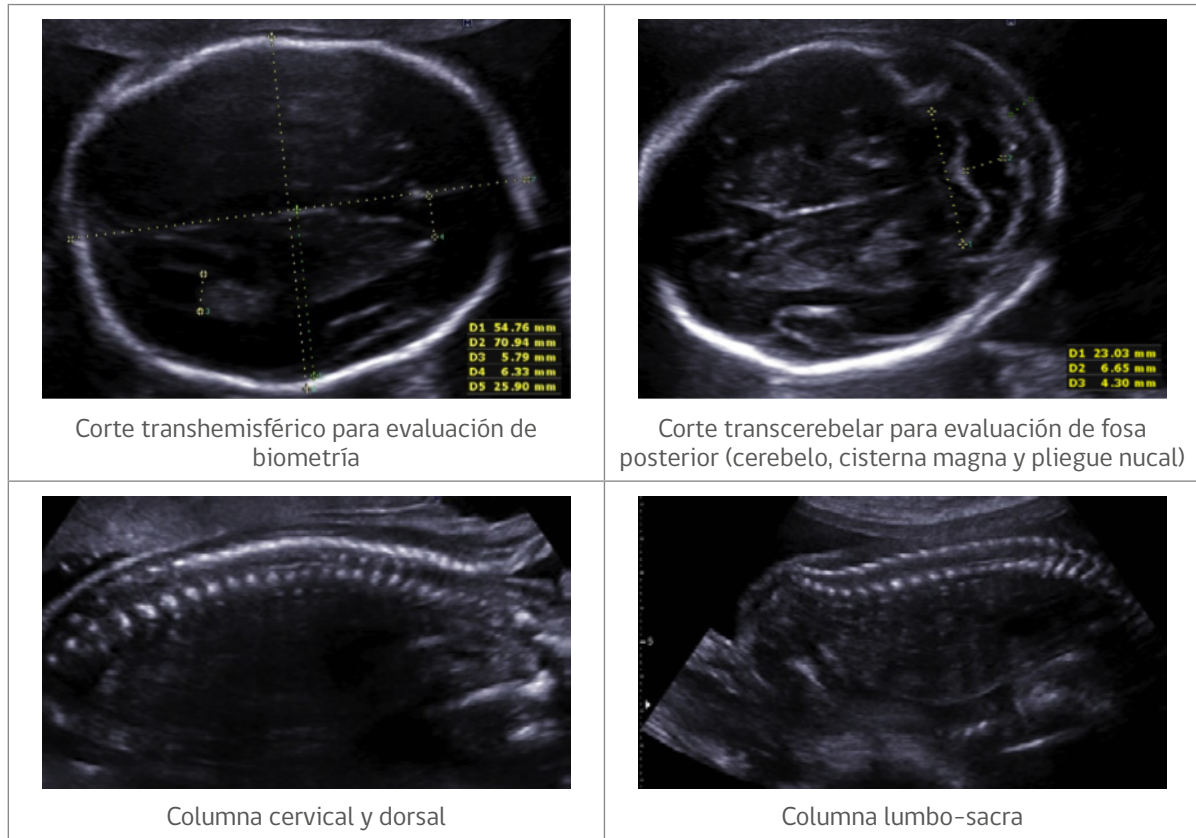 D1 54.76 mm
D2 70.94 mm
D3 5.79 mm
D4 6.33 mm
D5 25.90 mm
Corte transhemisférico para evaluación de
biometría
D1 23.03 mm
D2 6.65 mm
D3 4.30 mm
Corte transcerebelar para evaluación de fosa
posterior (cerebelo, cisterna magna y pliegue nucal)
Columna cervical y dorsal
5
Columna lumbo-sacra